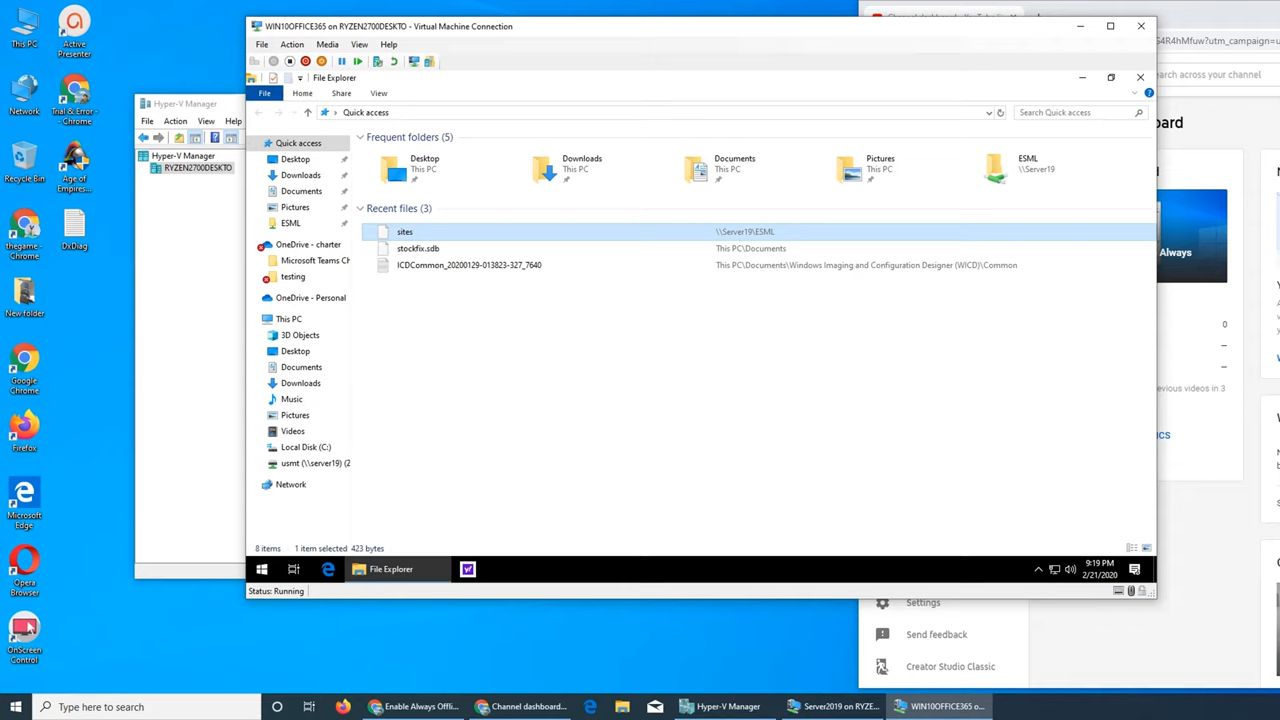 This PC
Active
Presenter
Network
Trial & Error -
- Chrome
Recycle Bin
Age of
Empires...
thegame -
Chrome
DxDiag
New folder
Google
Chrome
Firefox
Microsoft
Edge
Opera
Browser
OnScreen
Control
Hyper-V Manager
File Action View Help
Hyper-V Manager
RYZEN2700DESKTO
WIN10OFFICE365 on RYZEN2700DESKTO - Virtual Machine Connection
File Action Media View Help
File Explorer
File Home Share View
Quick access
Search Quick access
Quick access
Desktop
Downloads
Documents
Pictures
ESML
OneDrive - charter
Microsoft Teams Ch
testing
OneDrive - Personal
This PC
3D Objects
Desktop
Documents
Downloads
Music
Pictures
Videos
Local Disk (C:)
usmt (\\server19) (Z
Network
Frequent folders (5)
Desktop
This PC
Downloads
This PC
Documents
This PC
Pictures
This PC
ESML
\\Server19
Recent files (3)
sites \\Server19\ESML
stockfix.sdb This PC\Documents
ICDCommon_20200129-013823-327_7640 This PC\Documents\Windows Imaging and Configuration Designer (WICD)\Common
8 items 1 item selected 423 bytes
File Explorer
9:19 PM
2/21/2020
Status: Running
G4R4hMfuw?utm_campaign=u
search across your channel
board
Always
0
–
–
evious videos in 3
Settings
Send feedback
Creator Studio Classic
Type here to search
Enable Always Offli...
Channel dashboard...
Hyper-V Manager
Server2019 on RYZE...
WIN10OFFICE365 o...